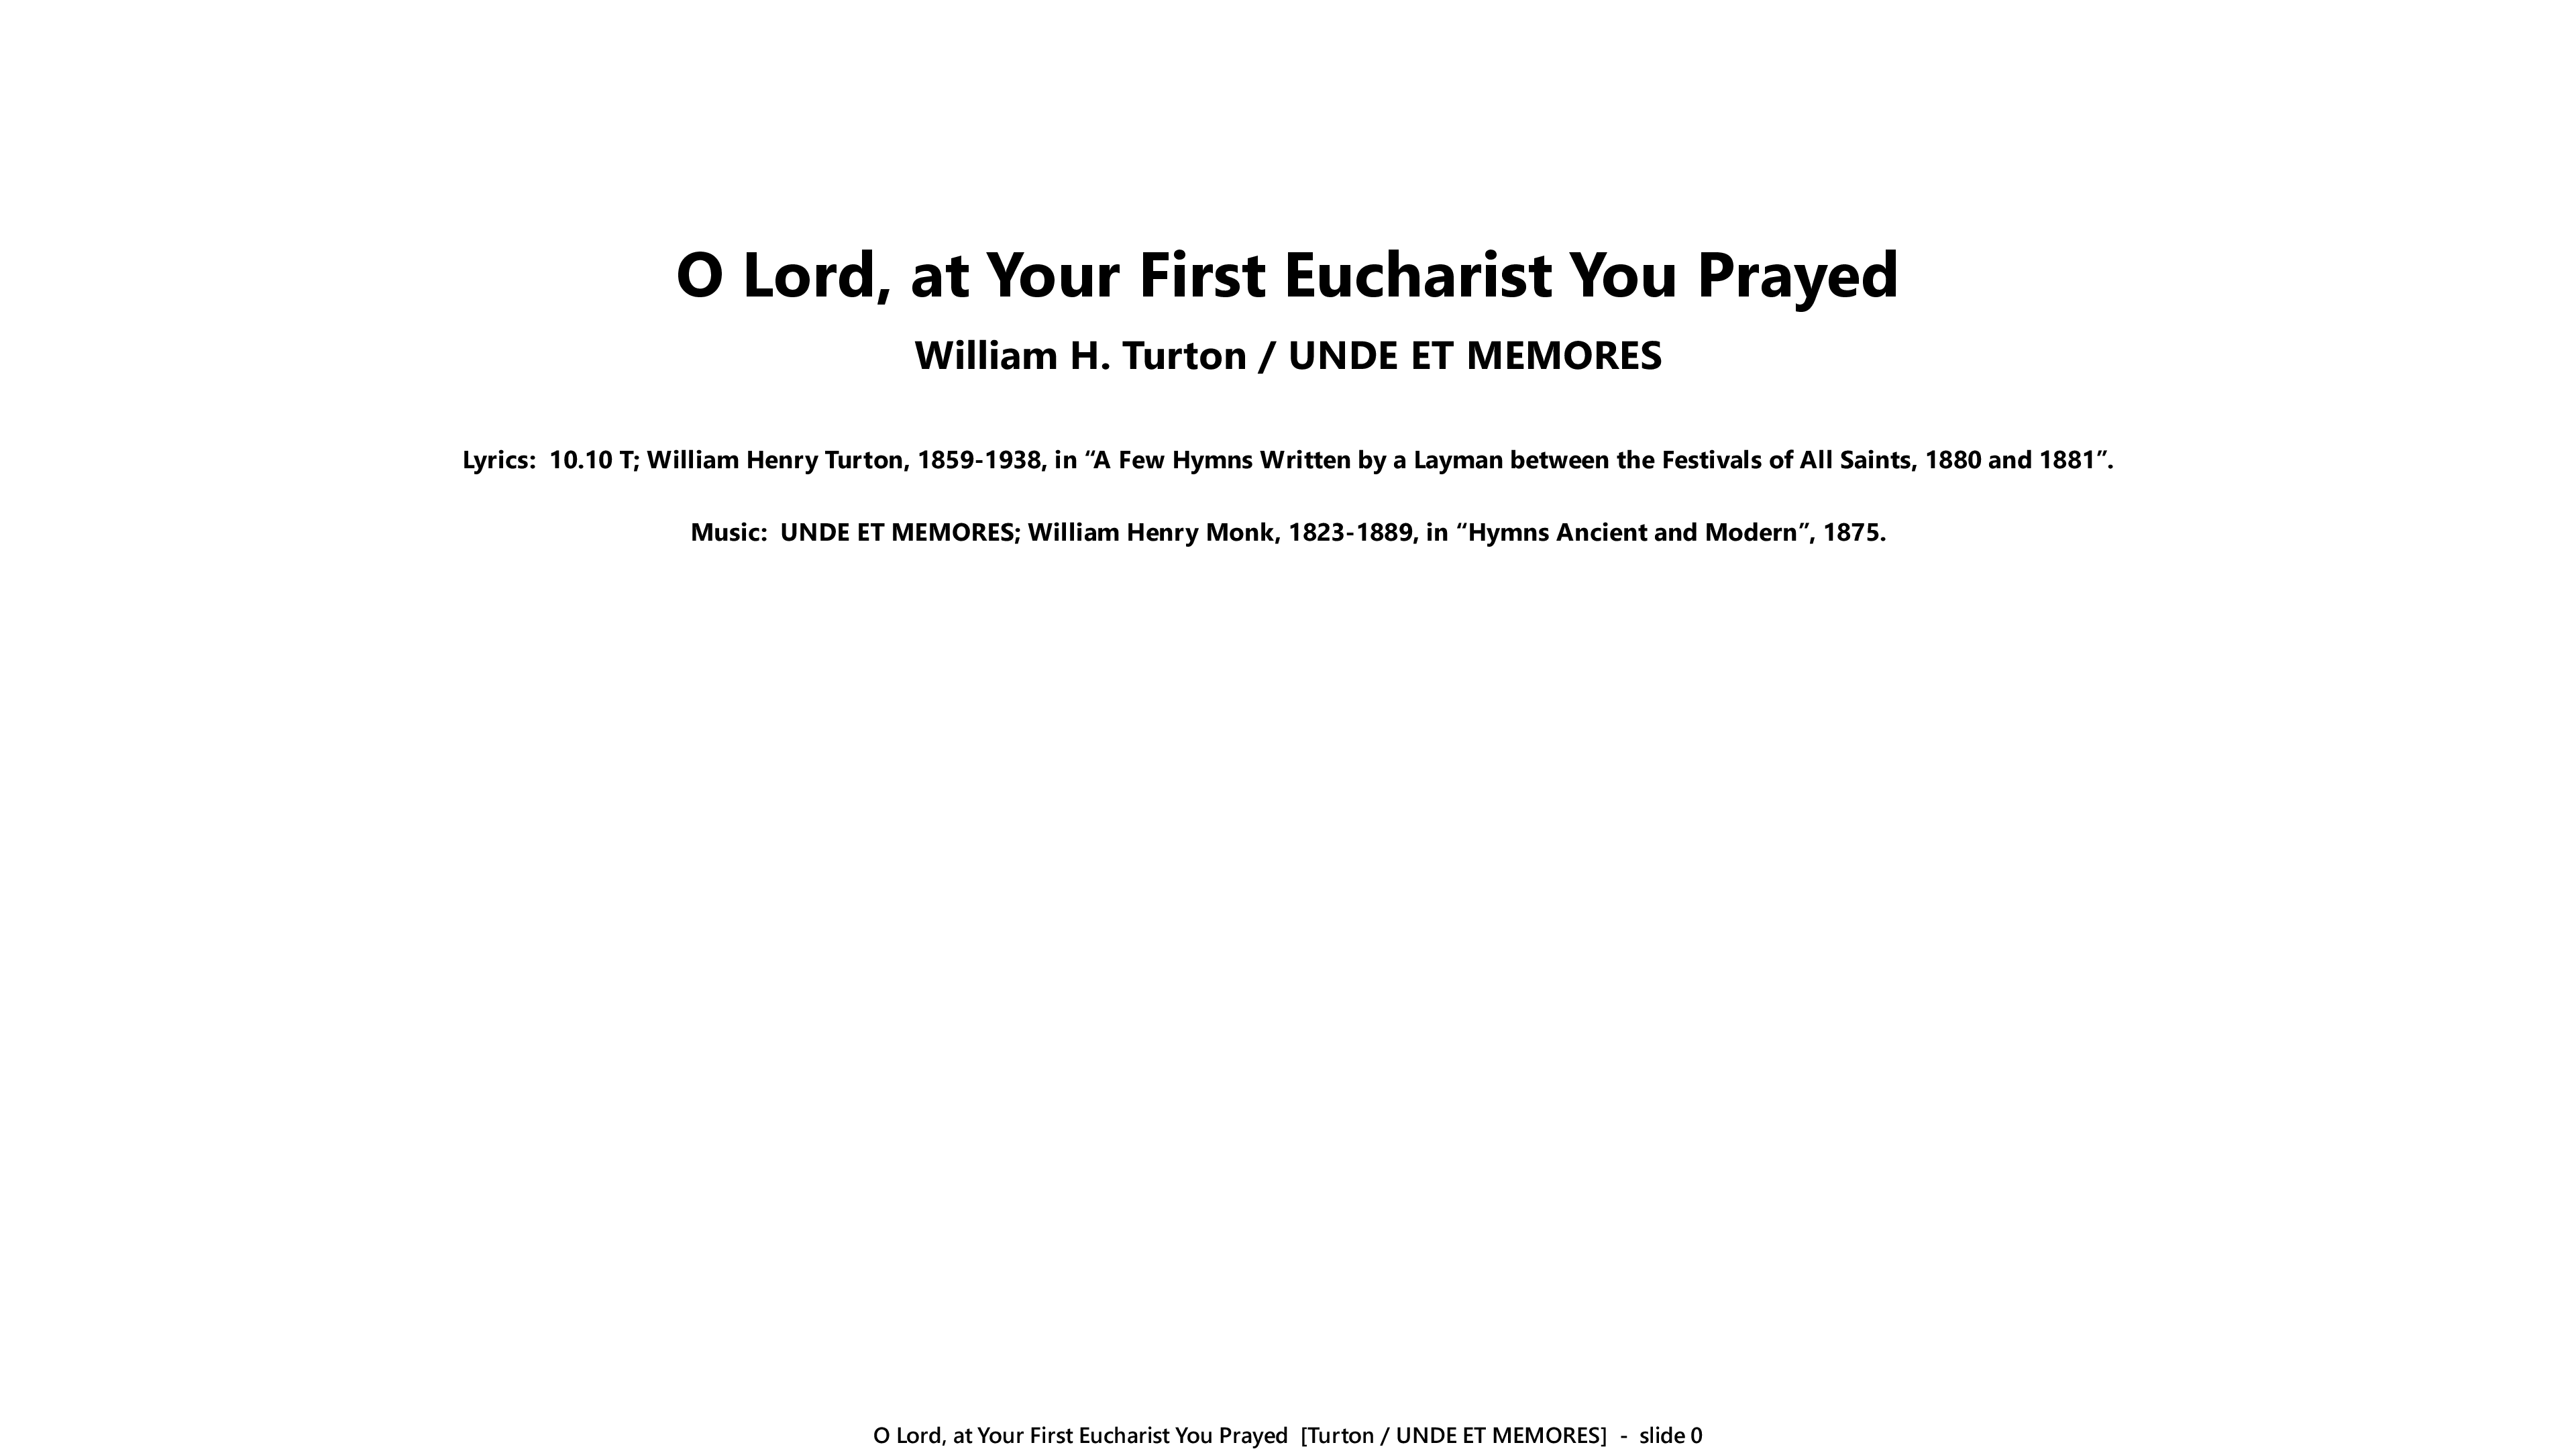 O Lord, at Your First Eucharist You Prayed
William H. Turton / UNDE ET MEMORES
Lyrics:  10.10 T; William Henry Turton, 1859-1938, in “A Few Hymns Written by a Layman between the Festivals of All Saints, 1880 and 1881”.
Music:  UNDE ET MEMORES; William Henry Monk, 1823-1889, in “Hymns Ancient and Modern”, 1875.
O Lord, at Your First Eucharist You Prayed  [Turton / UNDE ET MEMORES]  -  slide 0